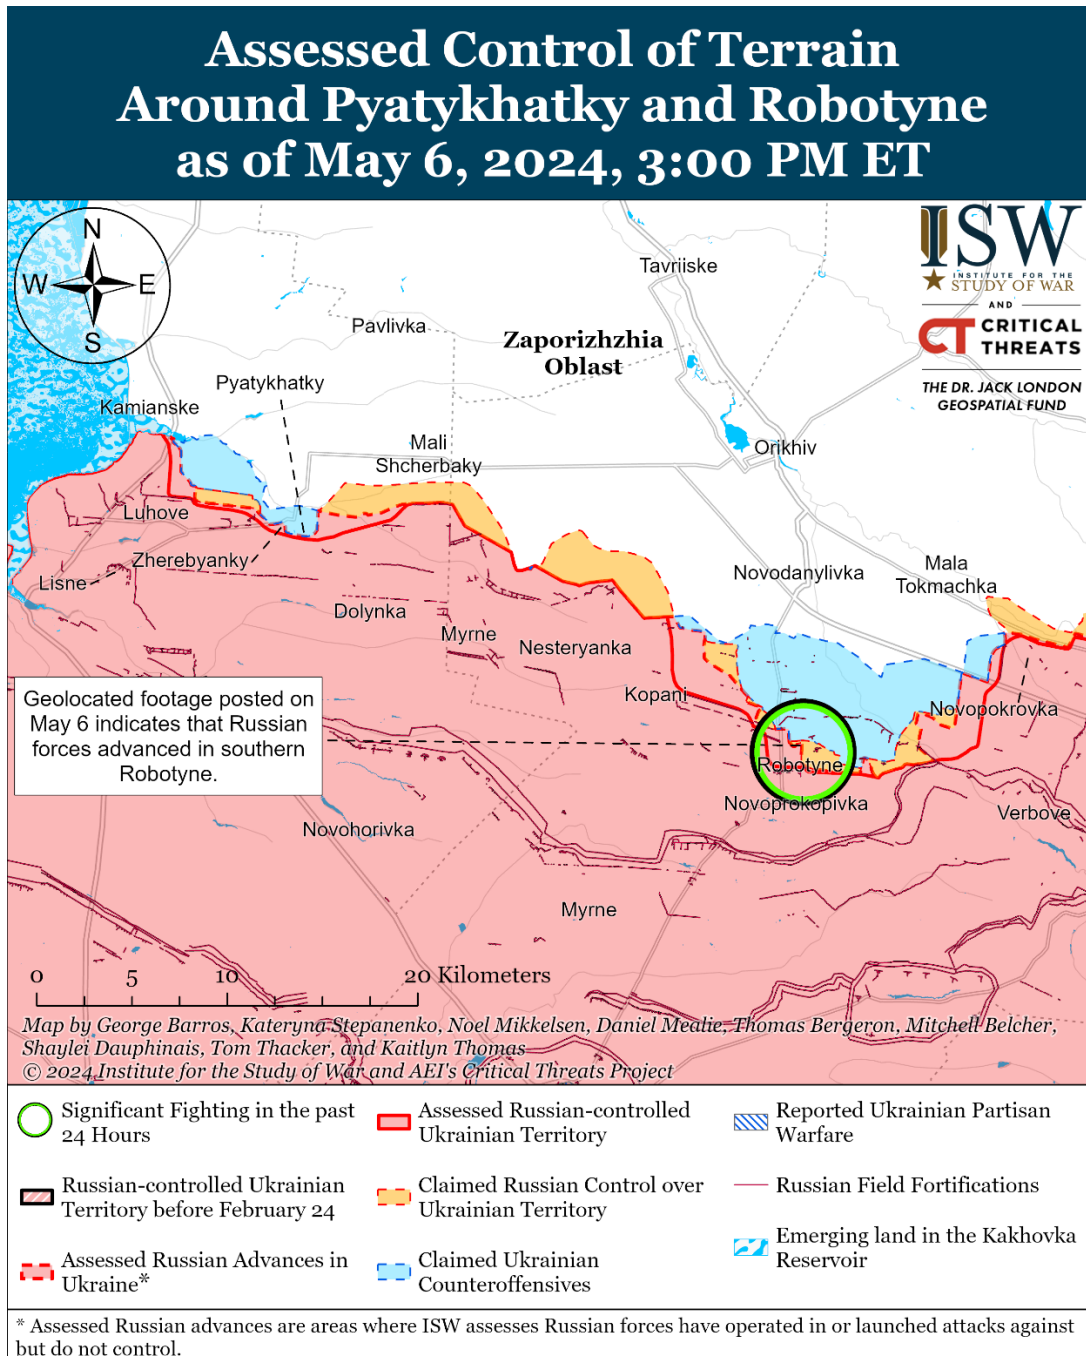 Assessed Control of Terrain
Around Pyatykhatky and Robotyne
as of May 6, 2024, 3:00 PM ET
N
W
E
S
ISW
INSTITUTE FOR THE
STUDY OF WAR
AND
CT CRITICAL
THREATS
THE DR. JACK LONDON
GEOSPATIAL FUND
Tavriiske
Pavlivka
Zaporizhzhia
Oblast
Pyatykhatky
Kamianske
Mali
Shcherbaky
Orikhiv
Luhove
Zherebyanky
Lisne
Dolynka
Myrne
Nesteryanka
Novodanylivka
Mala
Tokmachka
Kopani
Novopokrovka
Geolocated footage posted on
May 6 indicates that Russian
forces advanced in southern
Robotyne.
Robotyne
Novoprokopivka
Verbove
Novohorivka
Myrne
0 5 10 20 Kilometers
Map by George Barros, Kateryna Stepanenko, Noel Mikkelsen, Daniel Mealie, Thomas Bergeron, Mitchell Belcher,
Shaylei Dauphinais, Tom Thacker, and Kaitlyn Thomas
© 2024 Institute for the Study of War and AEI's Critical Threats Project
Significant Fighting in the past
24 Hours
Russian-controlled Ukrainian
Territory before February 24
Assessed Russian Advances in
Ukraine*
Assessed Russian-controlled
Ukrainian Territory
Claimed Russian Control over
Ukrainian Territory
Claimed Ukrainian
Counteroffensives
Reported Ukrainian Partisan
Warfare
Russian Field Fortifications
Emerging land in the Kakhovka
Reservoir
* Assessed Russian advances are areas where ISW assesses Russian forces have operated in or launched attacks against
but do not control.